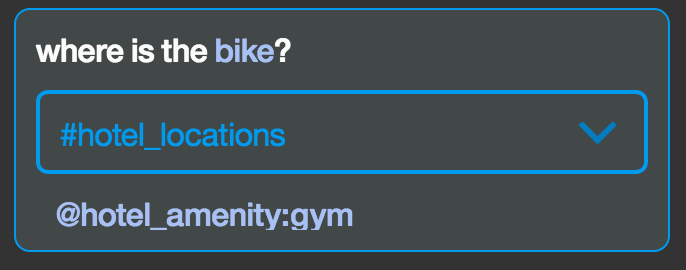 where is the bike?
#hotel_locations
@hotel_amenity:gym